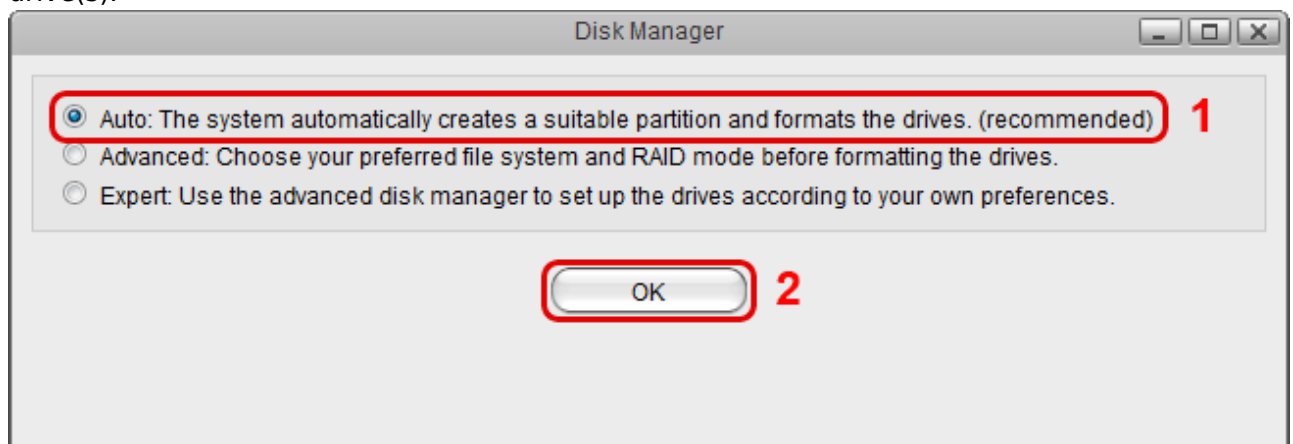 drive(s).
Disk Manager
Auto: The system automatically creates a suitable partition and formats the drives. (recommended) 1
Advanced: Choose your preferred file system and RAID mode before formatting the drives.
Expert: Use the advanced disk manager to set up the drives according to your own preferences.
OK 2